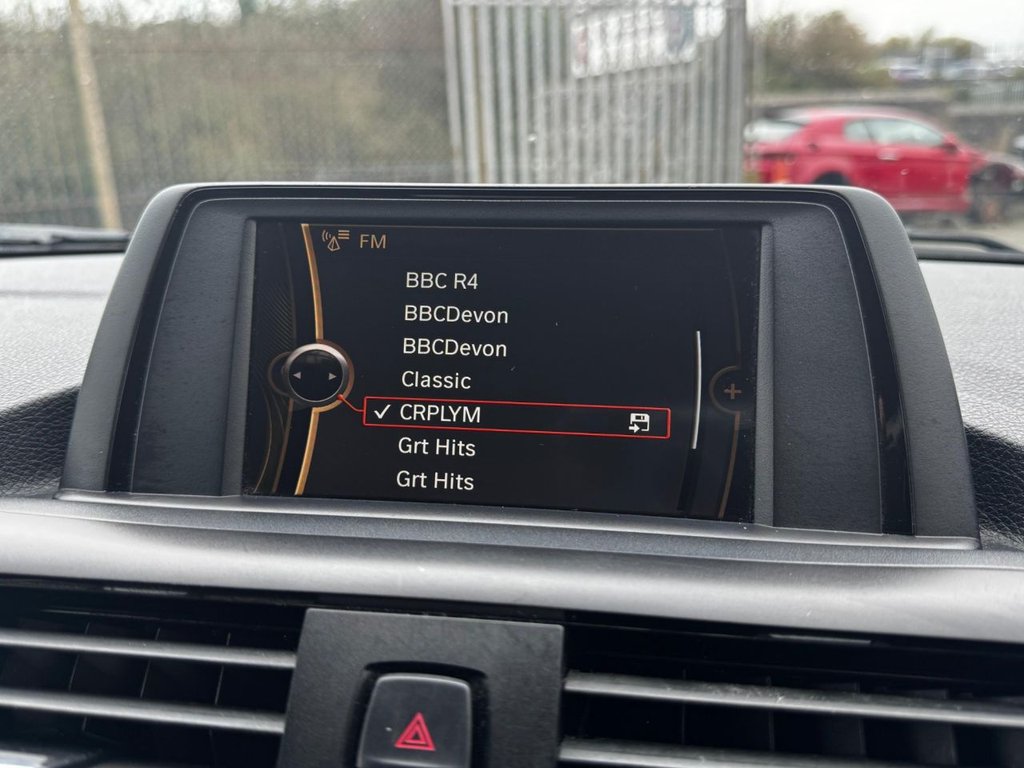 FM
BBC R4
BBCDevon
BBCDevon
Classic
CRPLYM
Grt Hits
Grt Hits